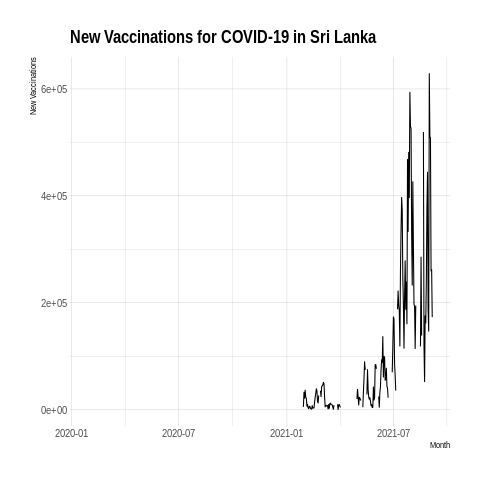 New Vaccinations for COVID-19 in Sri Lanka
New Vaccinations
6e+05
4e+05
2e+05
0e+00
2020-01 2020-07 2021-01 2021-07
Month